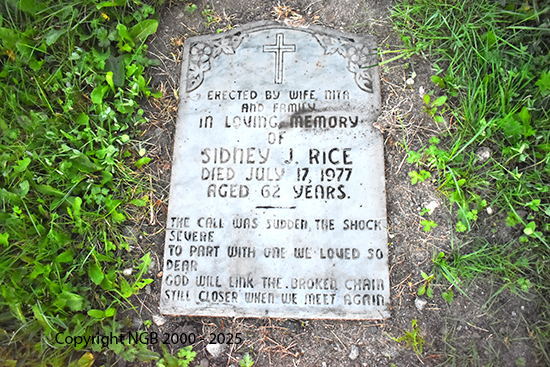 ERECTED BY WIFE, NITA
AND FAMILY
IN LOVING MEMORY
OF
SIDNEY J. RICE
DIED JULY 17, 1977
AGED 62 YEARS.
THE CALL WAS SUDDEN, THE SHOCK
SEVERE
TO PART WITH ONE WE LOVED SO
DEAR
GOD WILL LINK THE BROKEN CHAIN
STILL CLOSER WHEN WE MEET AGAIN
Copyright NGB 2000 - 2025